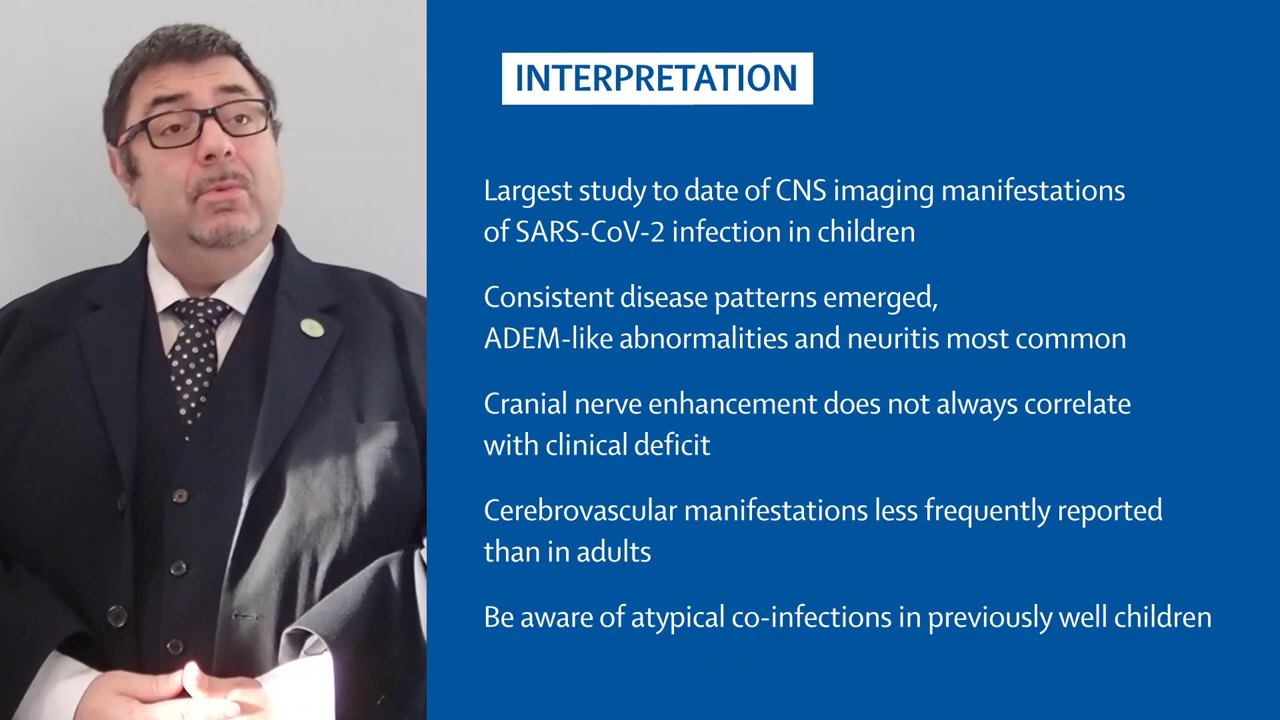 INTERPRETATION
Largest study to date of CNS imaging manifestations
of SARS-CoV-2 infection in children
Consistent disease patterns emerged,
ADEM-like abnormalities and neuritis most common
Cranial nerve enhancement does not always correlate
with clinical deficit
Cerebrovascular manifestations less frequently reported
than in adults
Be aware of atypical co-infections in previously well children